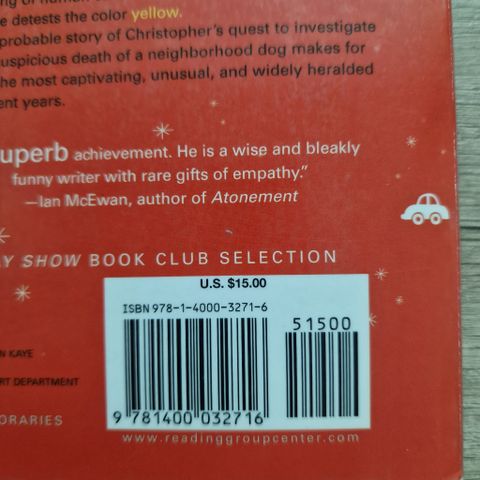 of human
e detests the color yellow.
probable story of Christopher's quest to investigate
uspicious death of a neighborhood dog makes for
he most captivating, unusual, and widely heralded
ent years.
uperb achievement. He is a wise and bleakly
funny writer with rare gifts of empathy."
—Ian McEwan, author of Atonement
Y SHOW BOOK CLUB SELECTION
U.S. $15.00
ISBN 978-1-4000-3271-6
51500
N KAYE
RT DEPARTMENT
ORARIES
9 781400 032716
www.readinggroupcenter.com